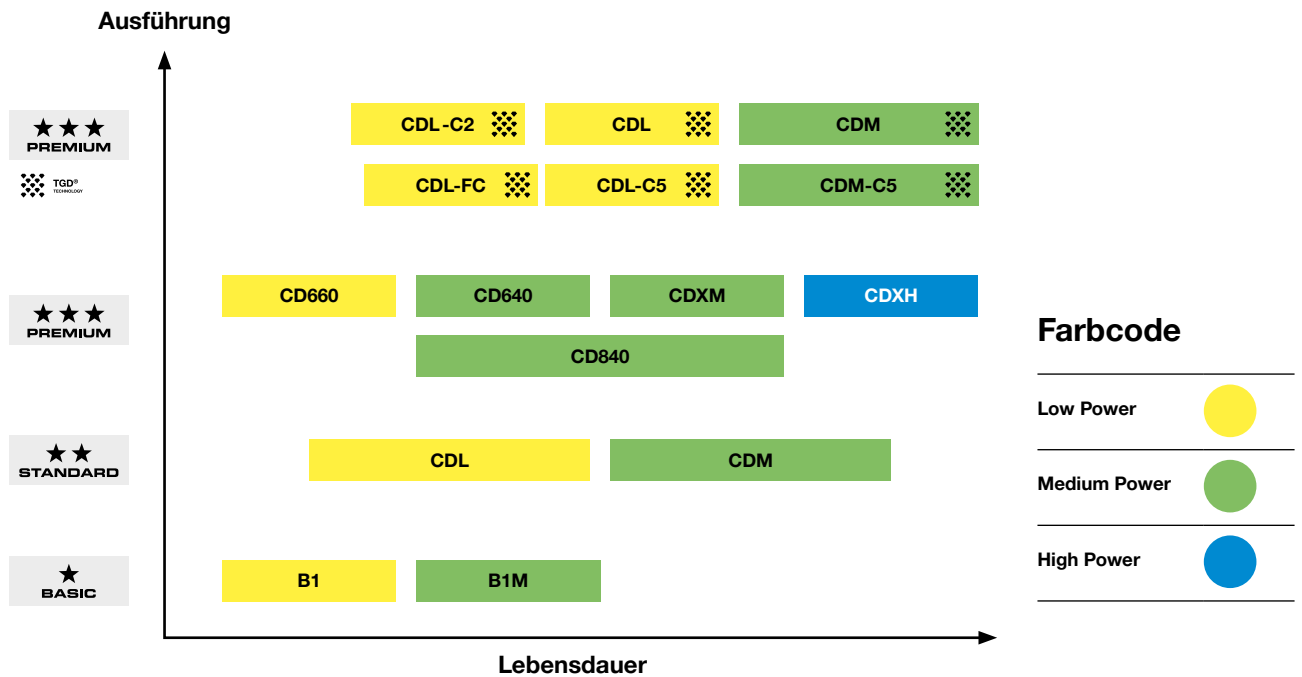 Ausführung
PREMIUM
CDL-C2
CDL
CDM
TGD®
TECHNOLOGY
CDL-FC
CDL-C5
CDM-C5
PREMIUM
CD660
CD640
CDXM
CDXH
CD840
STANDARD
CDL
CDM
BASIC
B1
B1M
Lebensdauer
Farbcode
Low Power
Medium Power
High Power